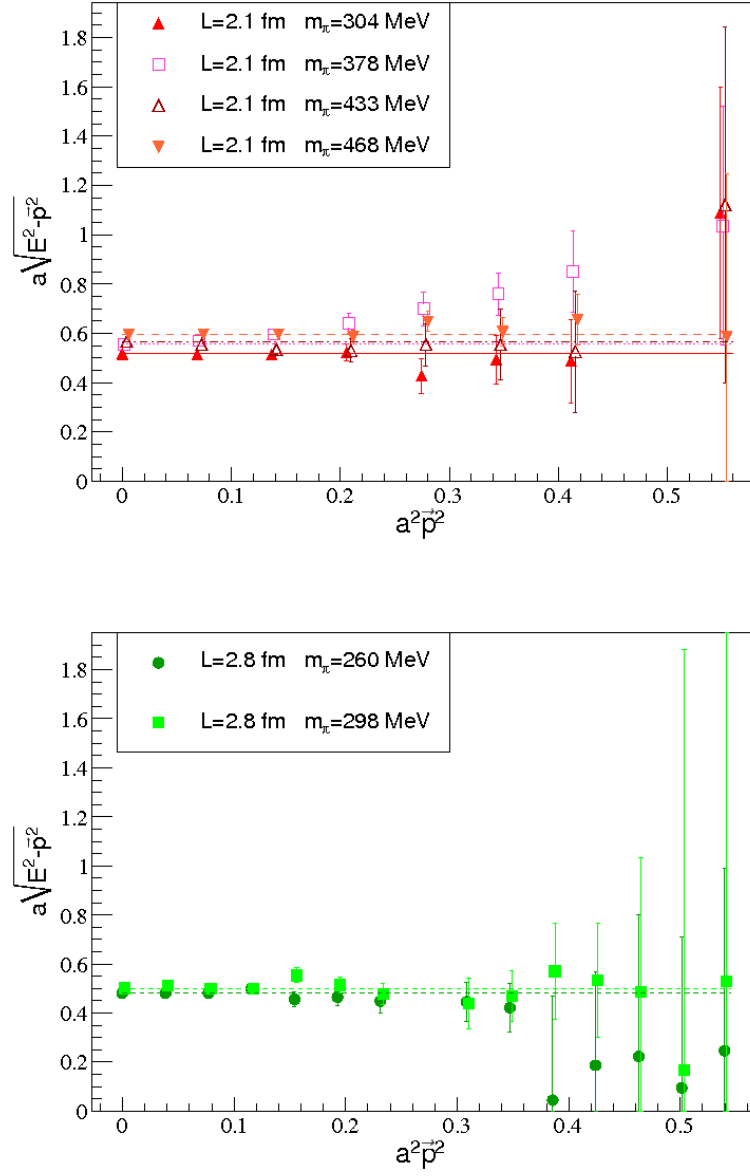 L=2.1 fm m_π=304 MeV
L=2.1 fm m_π=378 MeV
L=2.1 fm m_π=433 MeV
L=2.1 fm m_π=468 MeV
a√E²-p⃗²
1.8
1.6
1.4
1.2
1
0.8
0.6
0.4
0.2
0
0 0.1 0.2 0.3 0.4 0.5
a²p⃗²
L=2.8 fm m_π=260 MeV
L=2.8 fm m_π=298 MeV
a√E²-p⃗²
1.8
1.6
1.4
1.2
1
0.8
0.6
0.4
0.2
0
0 0.1 0.2 0.3 0.4 0.5
a²p⃗²